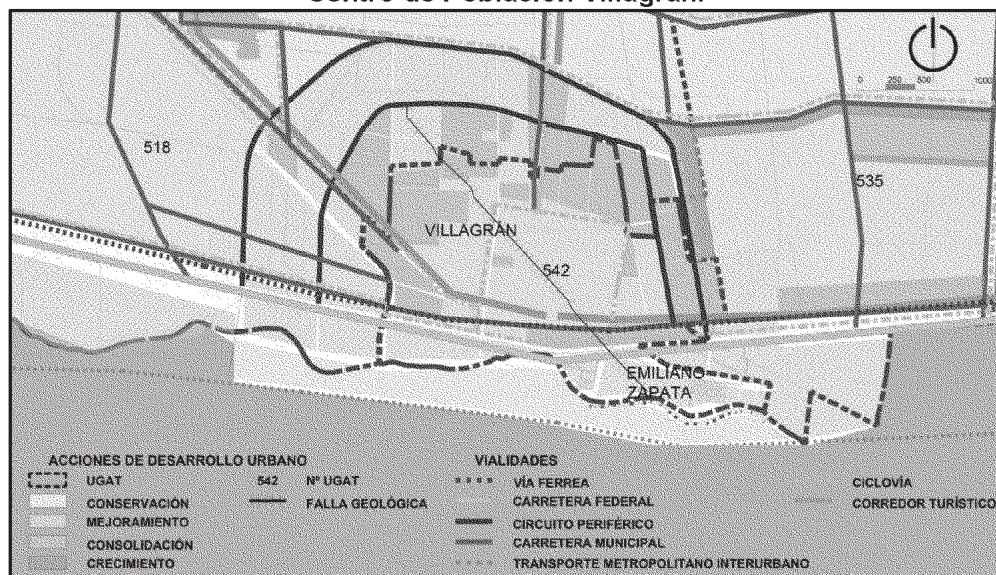 Centro de Población Villagrán.
0 250 500 1000
518
535
VILLAGRÁN
542
EMILIANO
ZAPATA
ACCIONES DE DESARROLLO URBANO
UGAT
CONSERVACIÓN
MEJORAMIENTO
CONSOLIDACIÓN
CRECIMIENTO
542 Nº UGAT
FALLA GEOLÓGICA
VIALIDADES
VÍA FERREA
CARRETERA FEDERAL
CIRCUITO PERIFÉRICO
CARRETERA MUNICIPAL
TRANSPORTE METROPOLITANO INTERURBANO
CICLOVÍA
CORREDOR TURÍSTICO